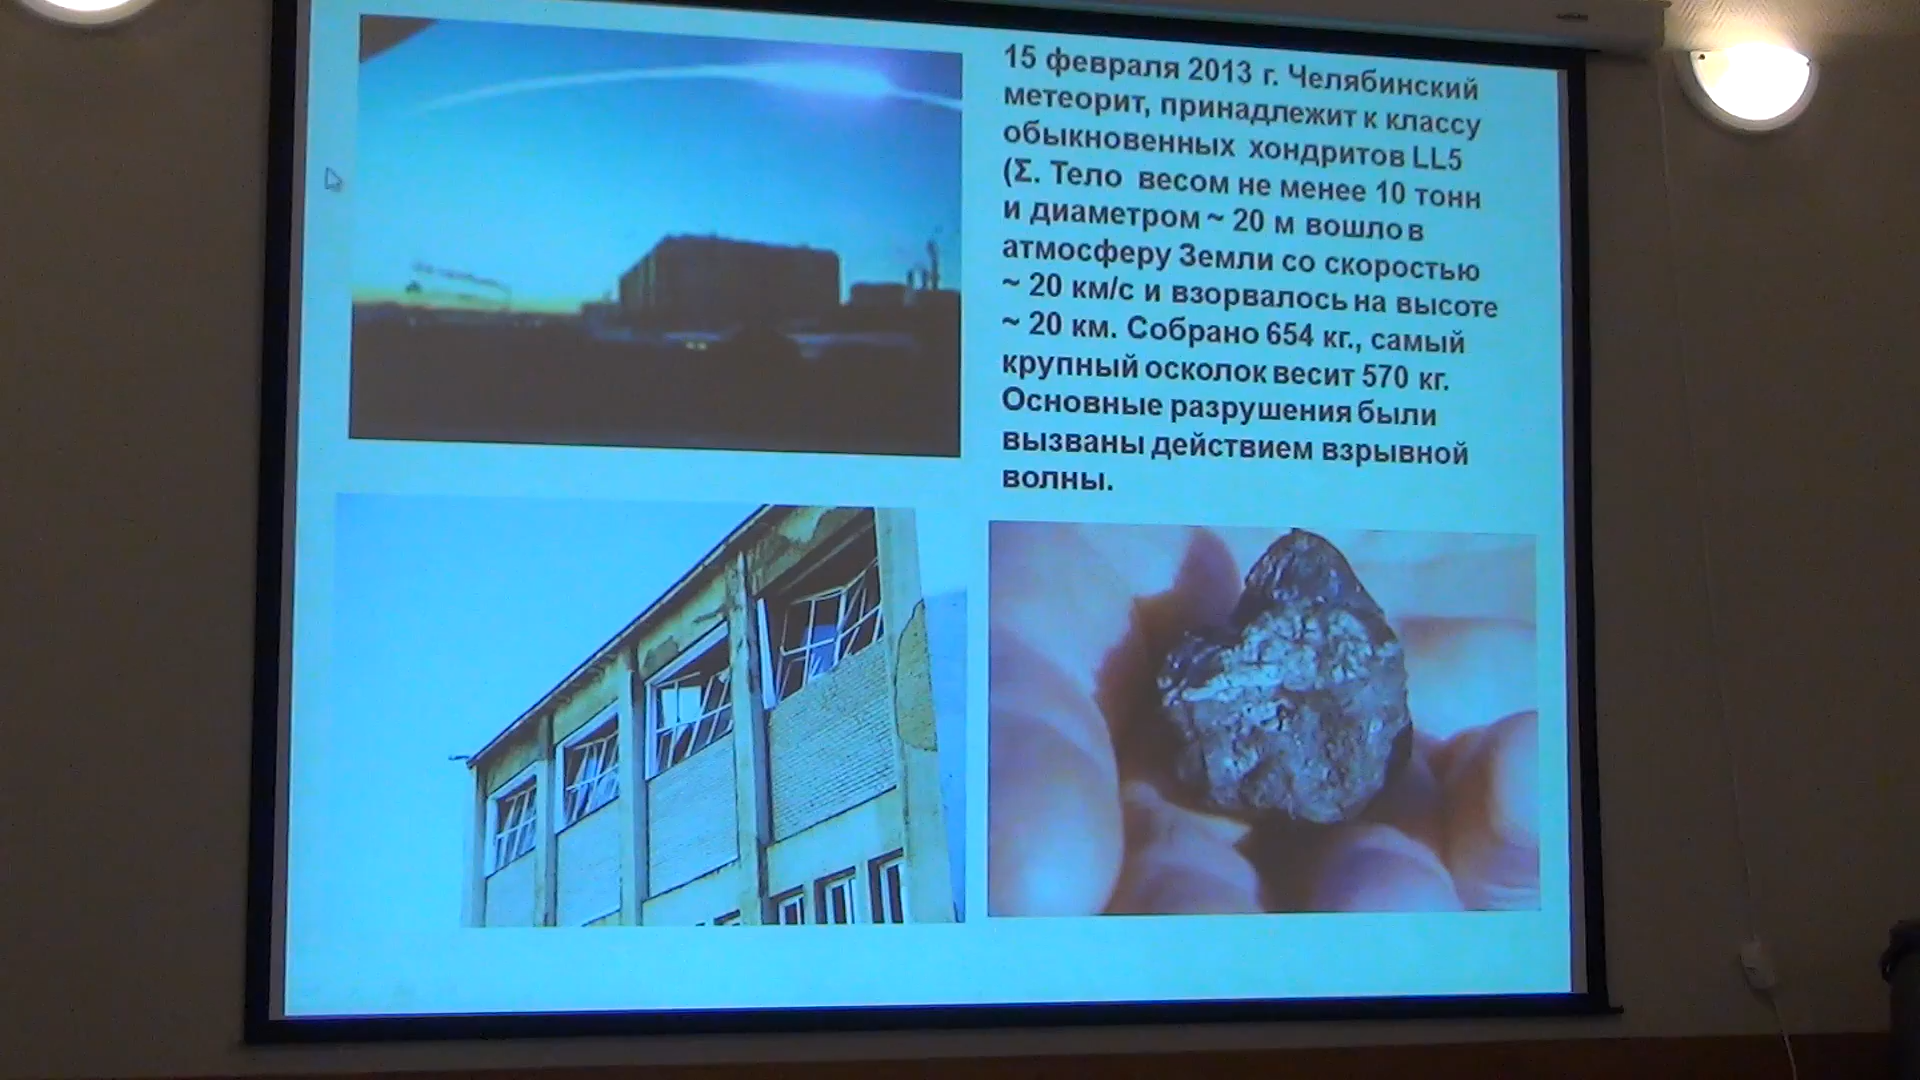 15 февраля 2013 г. Челябинский
метеорит, принадлежит к классу
обыкновенных хондритов LL5
(Σ. Тело весом не менее 10 тонн
и диаметром ~ 20 м вошло в
атмосферу Земли со скоростью
~ 20 км/с и взорвалось на высоте
~ 20 км. Собрано 654 кг., самый
крупный осколок весит 570 кг.
Основные разрушения были
вызваны действием взрывной
волны.